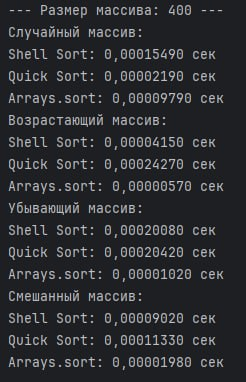 --- Размер массива: 400 ---
Случайный массив:
Shell Sort: 0,00015490 сек
Quick Sort: 0,00002190 сек
Arrays.sort: 0,00009790 сек
Возрастающий массив:
Shell Sort: 0,00004150 сек
Quick Sort: 0,00024270 сек
Arrays.sort: 0,00000570 сек
Убывающий массив:
Shell Sort: 0,00020080 сек
Quick Sort: 0,00020420 сек
Arrays.sort: 0,00001020 сек
Смешанный массив:
Shell Sort: 0,00009020 сек
Quick Sort: 0,00011330 сек
Arrays.sort: 0,00001980 сек